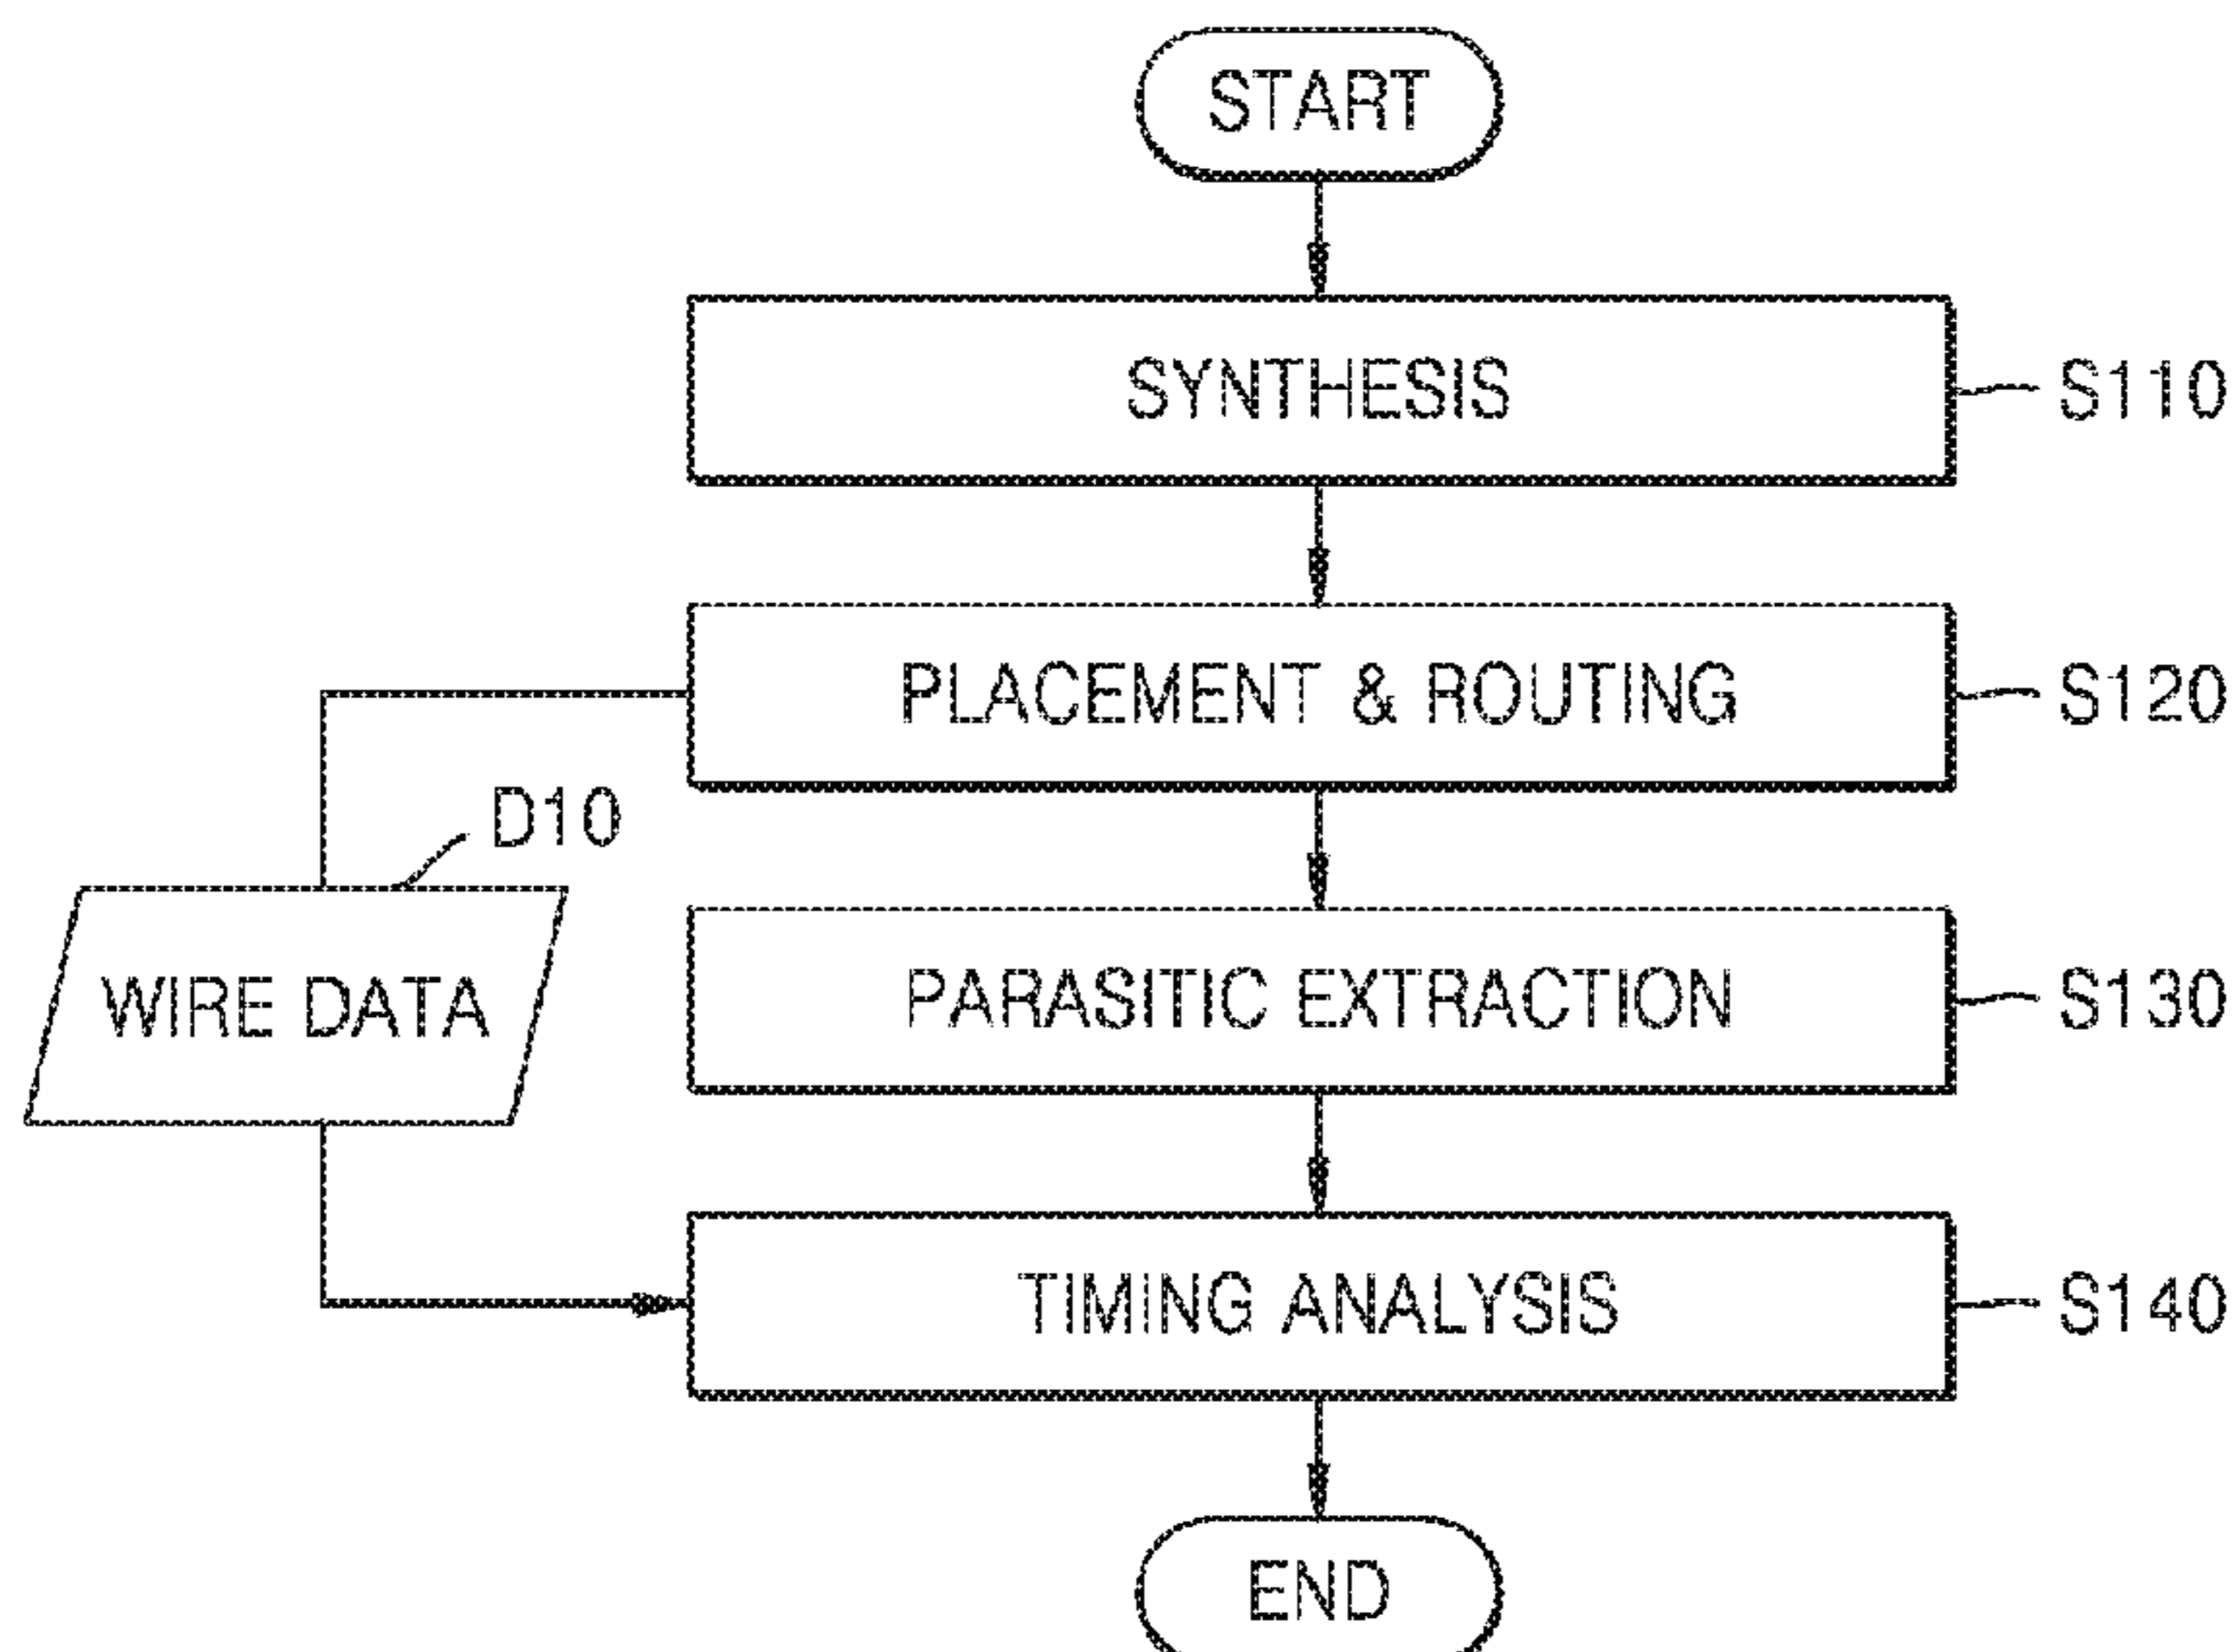 START
SYNTHESIS
S110
PLACEMENT & ROUTING
S120
D10
WIRE DATA
PARASITIC EXTRACTION
S130
TIMING ANALYSIS
S140
END